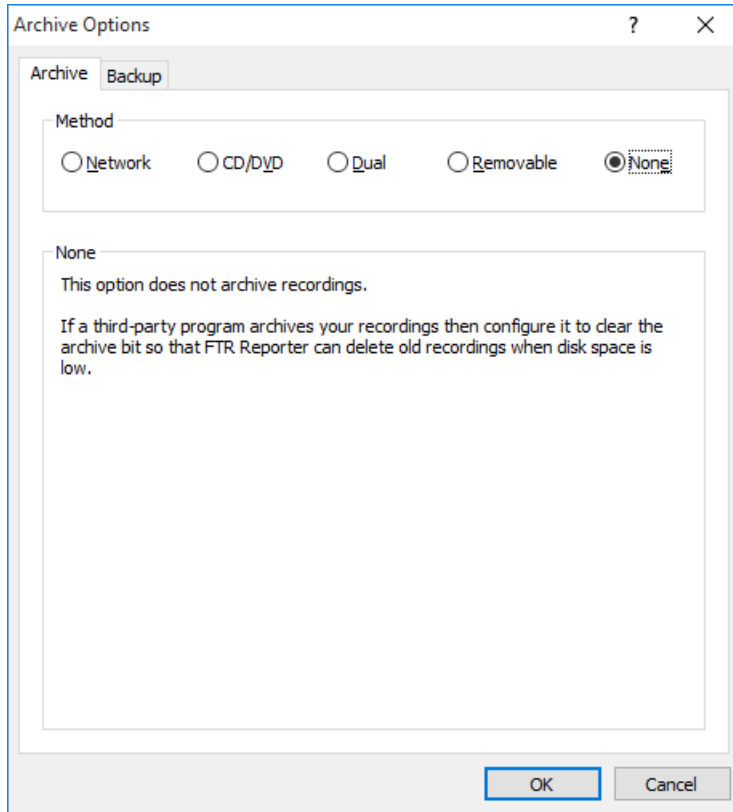 Archive Options
Archive Backup
Method
Network CD/DVD Dual Removable None
None
This option does not archive recordings.
If a third-party program archives your recordings then configure it to clear the
archive bit so that FTR Reporter can delete old recordings when disk space is
low.
OK Cancel